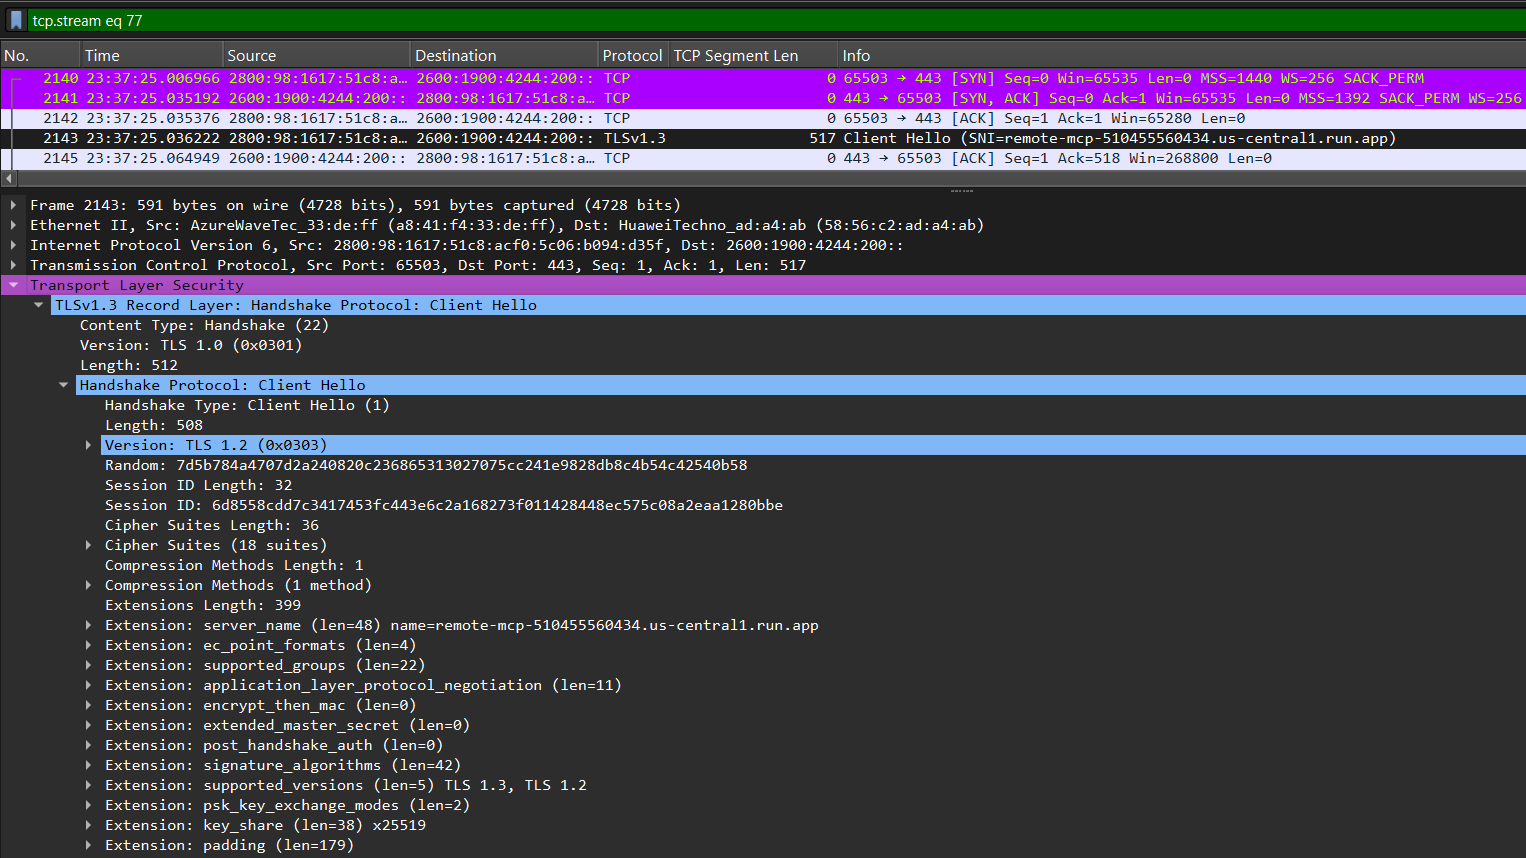 tcp.stream eq 77
No. Time Source Destination Protocol TCP Segment Len Info
2140 23:37:25.006966 2800:98:1617:51c8:a… 2600:1900:4244:200:: TCP 0 65503 → 443 [SYN] Seq=0 Win=65535 Len=0 MSS=1440 WS=256 SACK_PERM
2141 23:37:25.035192 2600:1900:4244:200:: 2800:98:1617:51c8:a… TCP 0 443 → 65503 [SYN, ACK] Seq=0 Ack=1 Win=65535 Len=0 MSS=1392 SACK_PERM WS=256
2142 23:37:25.035376 2800:98:1617:51c8:a… 2600:1900:4244:200:: TCP 0 65503 → 443 [ACK] Seq=1 Ack=1 Win=65280 Len=0
2143 23:37:25.036222 2800:98:1617:51c8:a… 2600:1900:4244:200:: TLSv1.3 517 Client Hello (SNI=remote-mcp-510455560434.us-central1.run.app)
2145 23:37:25.064949 2600:1900:4244:200:: 2800:98:1617:51c8:a… TCP 0 443 → 65503 [ACK] Seq=1 Ack=518 Win=268800 Len=0
Frame 2143: 591 bytes on wire (4728 bits), 591 bytes captured (4728 bits)
Ethernet II, Src: AzureWaveTec_33:de:ff (a8:41:f4:33:de:ff), Dst: HuaweiTechno_ad:a4:ab (58:56:c2:ad:a4:ab)
Internet Protocol Version 6, Src: 2800:98:1617:51c8:acf0:5c06:b094:d35f, Dst: 2600:1900:4244:200::
Transmission Control Protocol, Src Port: 65503, Dst Port: 443, Seq: 1, Ack: 1, Len: 517
Transport Layer Security
TLSv1.3 Record Layer: Handshake Protocol: Client Hello
Content Type: Handshake (22)
Version: TLS 1.0 (0x0301)
Length: 512
Handshake Protocol: Client Hello
Handshake Type: Client Hello (1)
Length: 508
Version: TLS 1.2 (0x0303)
Random: 7d5b784a4707d2a240820c236865313027075cc241e9828db8c4b54c42540b58
Session ID Length: 32
Session ID: 6d8558cdd7c3417453fc443e6c2a168273f011428448ec575c08a2eaa1280bbe
Cipher Suites Length: 36
Cipher Suites (18 suites)
Compression Methods Length: 1
Compression Methods (1 method)
Extensions Length: 399
Extension: server_name (len=48) name=remote-mcp-510455560434.us-central1.run.app
Extension: ec_point_formats (len=4)
Extension: supported_groups (len=22)
Extension: application_layer_protocol_negotiation (len=11)
Extension: encrypt_then_mac (len=0)
Extension: extended_master_secret (len=0)
Extension: post_handshake_auth (len=0)
Extension: signature_algorithms (len=42)
Extension: supported_versions (len=5) TLS 1.3, TLS 1.2
Extension: psk_key_exchange_modes (len=2)
Extension: key_share (len=38) x25519
Extension: padding (len=179)